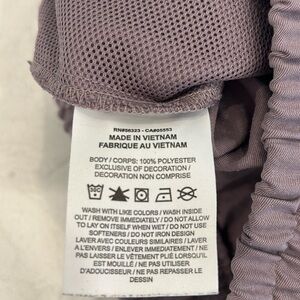 RN#56323 - CA#05553
MADE IN VIETNAM
FABRIQUÉ AU VIETNAM
BODY / CORPS: 100% POLYESTER
EXCLUSIVE OF DECORATION /
DECORATION NON COMPRISE
WASH WITH LIKE COLORS / WASH INSIDE
OUT / REMOVE IMMEDIATELY / DO NOT ALLOW
TO LAY ON ITSELF WHEN WET / DO NOT USE
SOFTENERS / DO NOT IRON DESIGN
LAVER AVEC COULEURS SIMILAIRES / LAVER
À L'ENVERS / ENLEVER IMMEDIATEMENT / NE
PAS LAISSER LE VÊTEMENT PLIÉ LORSQU'IL
EST MOUILLÉ / NE PAS UTILISER
D'ADOUCISSEUR / NE PAS REPASSER LE
DESSIN